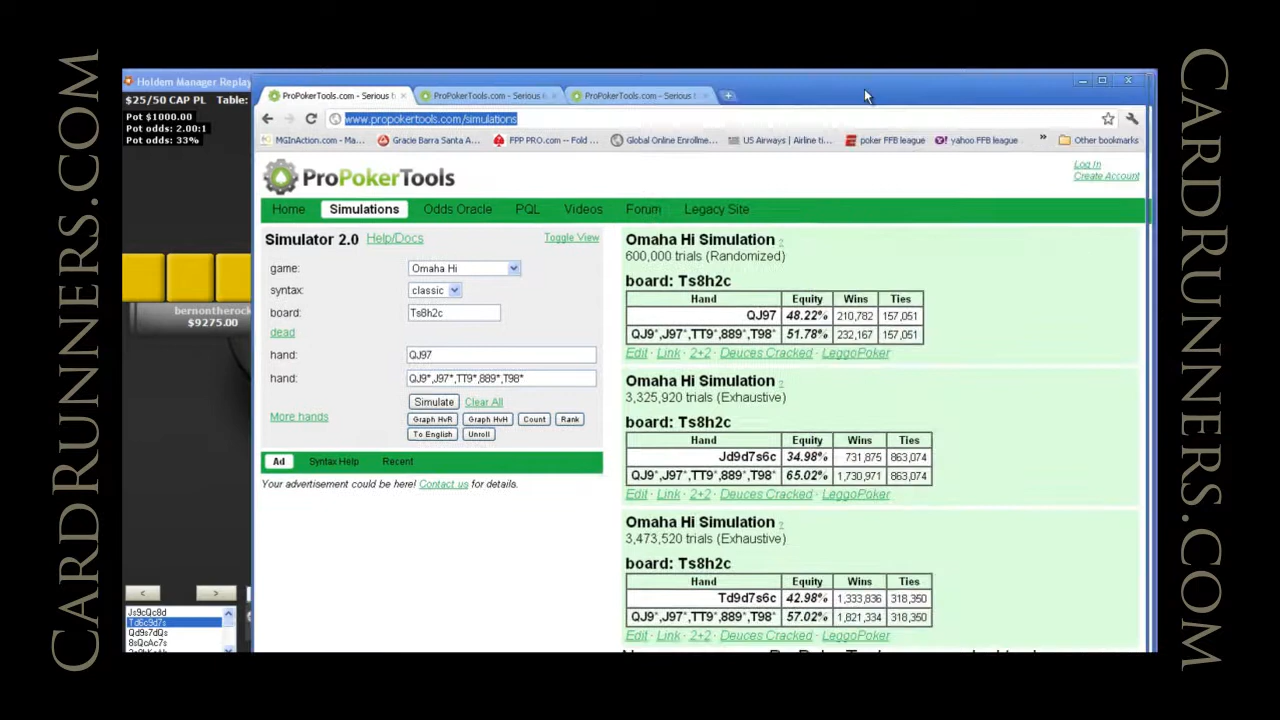 CARDRUNNERS.COM
Holdem Manager Replay
$25/50 CAP PL Table:
Pot $1000.00
Pot odds: 2.00:1
Pot odds: 33%
bernontherock
$9275.00
<
>
Js9cQc8d
Td6c9d7s
Qd9s7dQs
8sQcAc7s
ProPokerTools.com - Serious h
ProPokerTools.com - Serious
ProPokerTools.com - Serious t
www.propokertools.com/simulations
MGInAction.com - Ma...
Gracie Barra Santa A...
FPP PRO.com -- Fold ...
Global Online Enrollme...
US Airways | Airline ti...
poker FFB league
yahoo FFB league
»
Other bookmarks
ProPokerTools
Log In
Create Account
Home Simulations Odds Oracle PQL Videos Forum Legacy Site
Simulator 2.0 Help/Docs Toggle View
game: Omaha Hi
syntax: classic
board: Ts8h2c
dead
hand: QJ97
hand: QJ9*,J97*,TT9*,889*,T98*
Simulate Clear All
More hands
Graph HvR Graph HvH Count Rank
To English Unroll
Ad Syntax Help Recent
Your advertisement could be here! Contact us for details.
Omaha Hi Simulation ?
600,000 trials (Randomized)
board: Ts8h2c
Hand Equity Wins Ties
QJ97 48.22% 210,782 157,051
QJ9*,J97*,TT9*,889*,T98* 51.78% 232,167 157,051
Edit · Link · 2+2 · Deuces Cracked · LeggoPoker
Omaha Hi Simulation ?
3,325,920 trials (Exhaustive)
board: Ts8h2c
Hand Equity Wins Ties
Jd9d7s6c 34.98% 731,875 863,074
QJ9*,J97*,TT9*,889*,T98* 65.02% 1,730,971 863,074
Edit · Link · 2+2 · Deuces Cracked · LeggoPoker
Omaha Hi Simulation ?
3,473,520 trials (Exhaustive)
board: Ts8h2c
Hand Equity Wins Ties
Td9d7s6c 42.98% 1,333,836 318,350
QJ9*,J97*,TT9*,889*,T98* 57.02% 1,821,334 318,350
Edit · Link · 2+2 · Deuces Cracked · LeggoPoker
CARDRUNNERS.COM